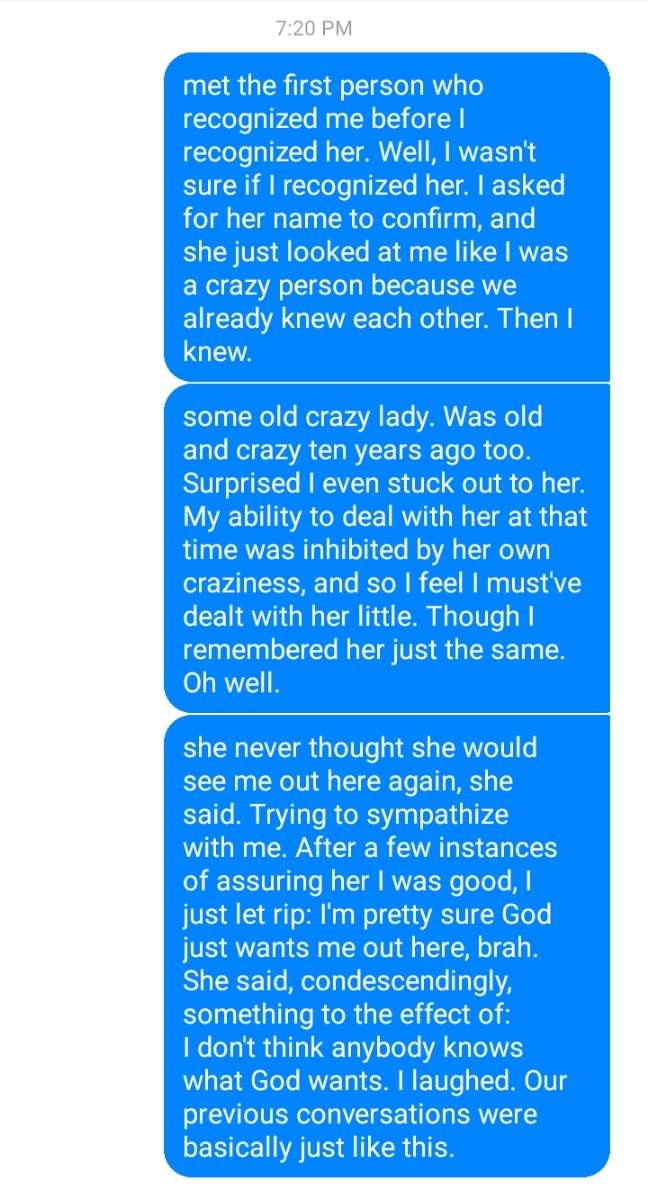 7:20 PM
met the first person who
recognized me before I
recognized her. Well, I wasn't
sure if I recognized her. I asked
for her name to confirm, and
she just looked at me like I was
a crazy person because we
already knew each other. Then I
knew.
some old crazy lady. Was old
and crazy ten years ago too.
Surprised I even stuck out to her.
My ability to deal with her at that
time was inhibited by her own
craziness, and so I feel I must've
dealt with her little. Though I
remembered her just the same.
Oh well.
she never thought she would
see me out here again, she
said. Trying to sympathize
with me. After a few instances
of assuring her I was good, I
just let rip: I'm pretty sure God
just wants me out here, brah.
She said, condescendingly,
something to the effect of:
I don't think anybody knows
what God wants. I laughed. Our
previous conversations were
basically just like this.